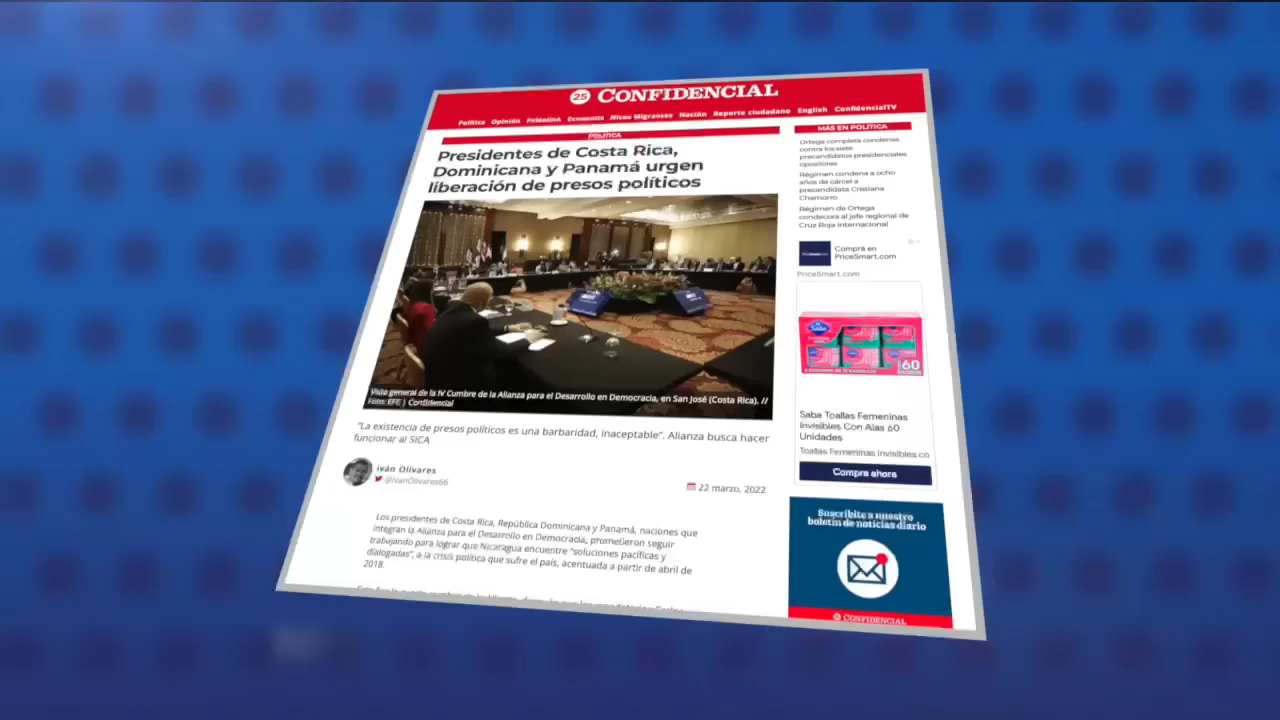 25 CONFIDENCIAL
Política Opinión Economía Nicas Migrantes Nación Reporte ciudadano English ConfidencialTV
POLÍTICA
Presidentes de Costa Rica,
Dominicana y Panamá urgen
liberación de presos políticos
Vista general de la IV Cumbre de la Alianza para el Desarrollo en Democracia, en San José (Costa Rica). //
Foto: EFE | Confidencial
"La existencia de presos políticos es una barbaridad, inaceptable". Alianza busca hacer
funcionar al SICA
Iván Olivares
@IvanOlivares66
22 marzo, 2022
Los presidentes de Costa Rica, República Dominicana y Panamá, naciones que
integran la Alianza para el Desarrollo en Democracia, prometieron seguir
trabajando para lograr que Nicaragua encuentre "soluciones pacíficas y
dialogadas", a la crisis política que sufre el país, acentuada a partir de abril de
2018.
MÁS EN POLÍTICA
Ortega completa condenas
contra los siete
precandidatos presidenciales
opositores
Régimen condena a ocho
años de cárcel a
precandidata Cristiana
Chamorro
Régimen de Ortega
condecora al jefe regional de
Cruz Roja Internacional
Comprá en
PriceSmart.com
PriceSmart.com
Saba
160
Saba Toallas Femeninas
Invisibles Con Alas 60
Unidades
Toallas Femeninas Invisibles co
Compra ahora
Suscribite a nuestro
boletín de noticias diario
CONFIDENCIAL